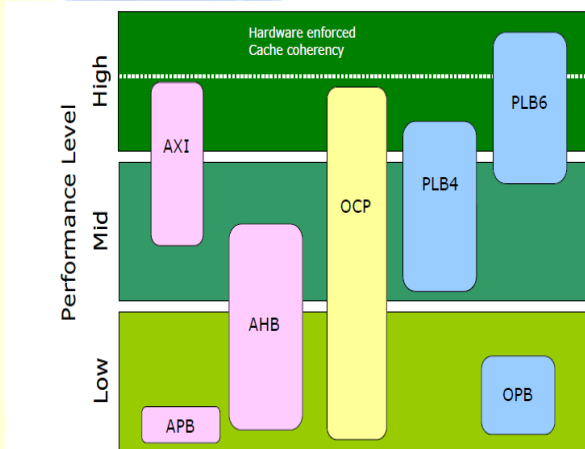 Hardware enforced
Cache coherency
Performance Level
High
Mid
Low
AXI
PLB6
PLB4
OCP
AHB
APB
OPB